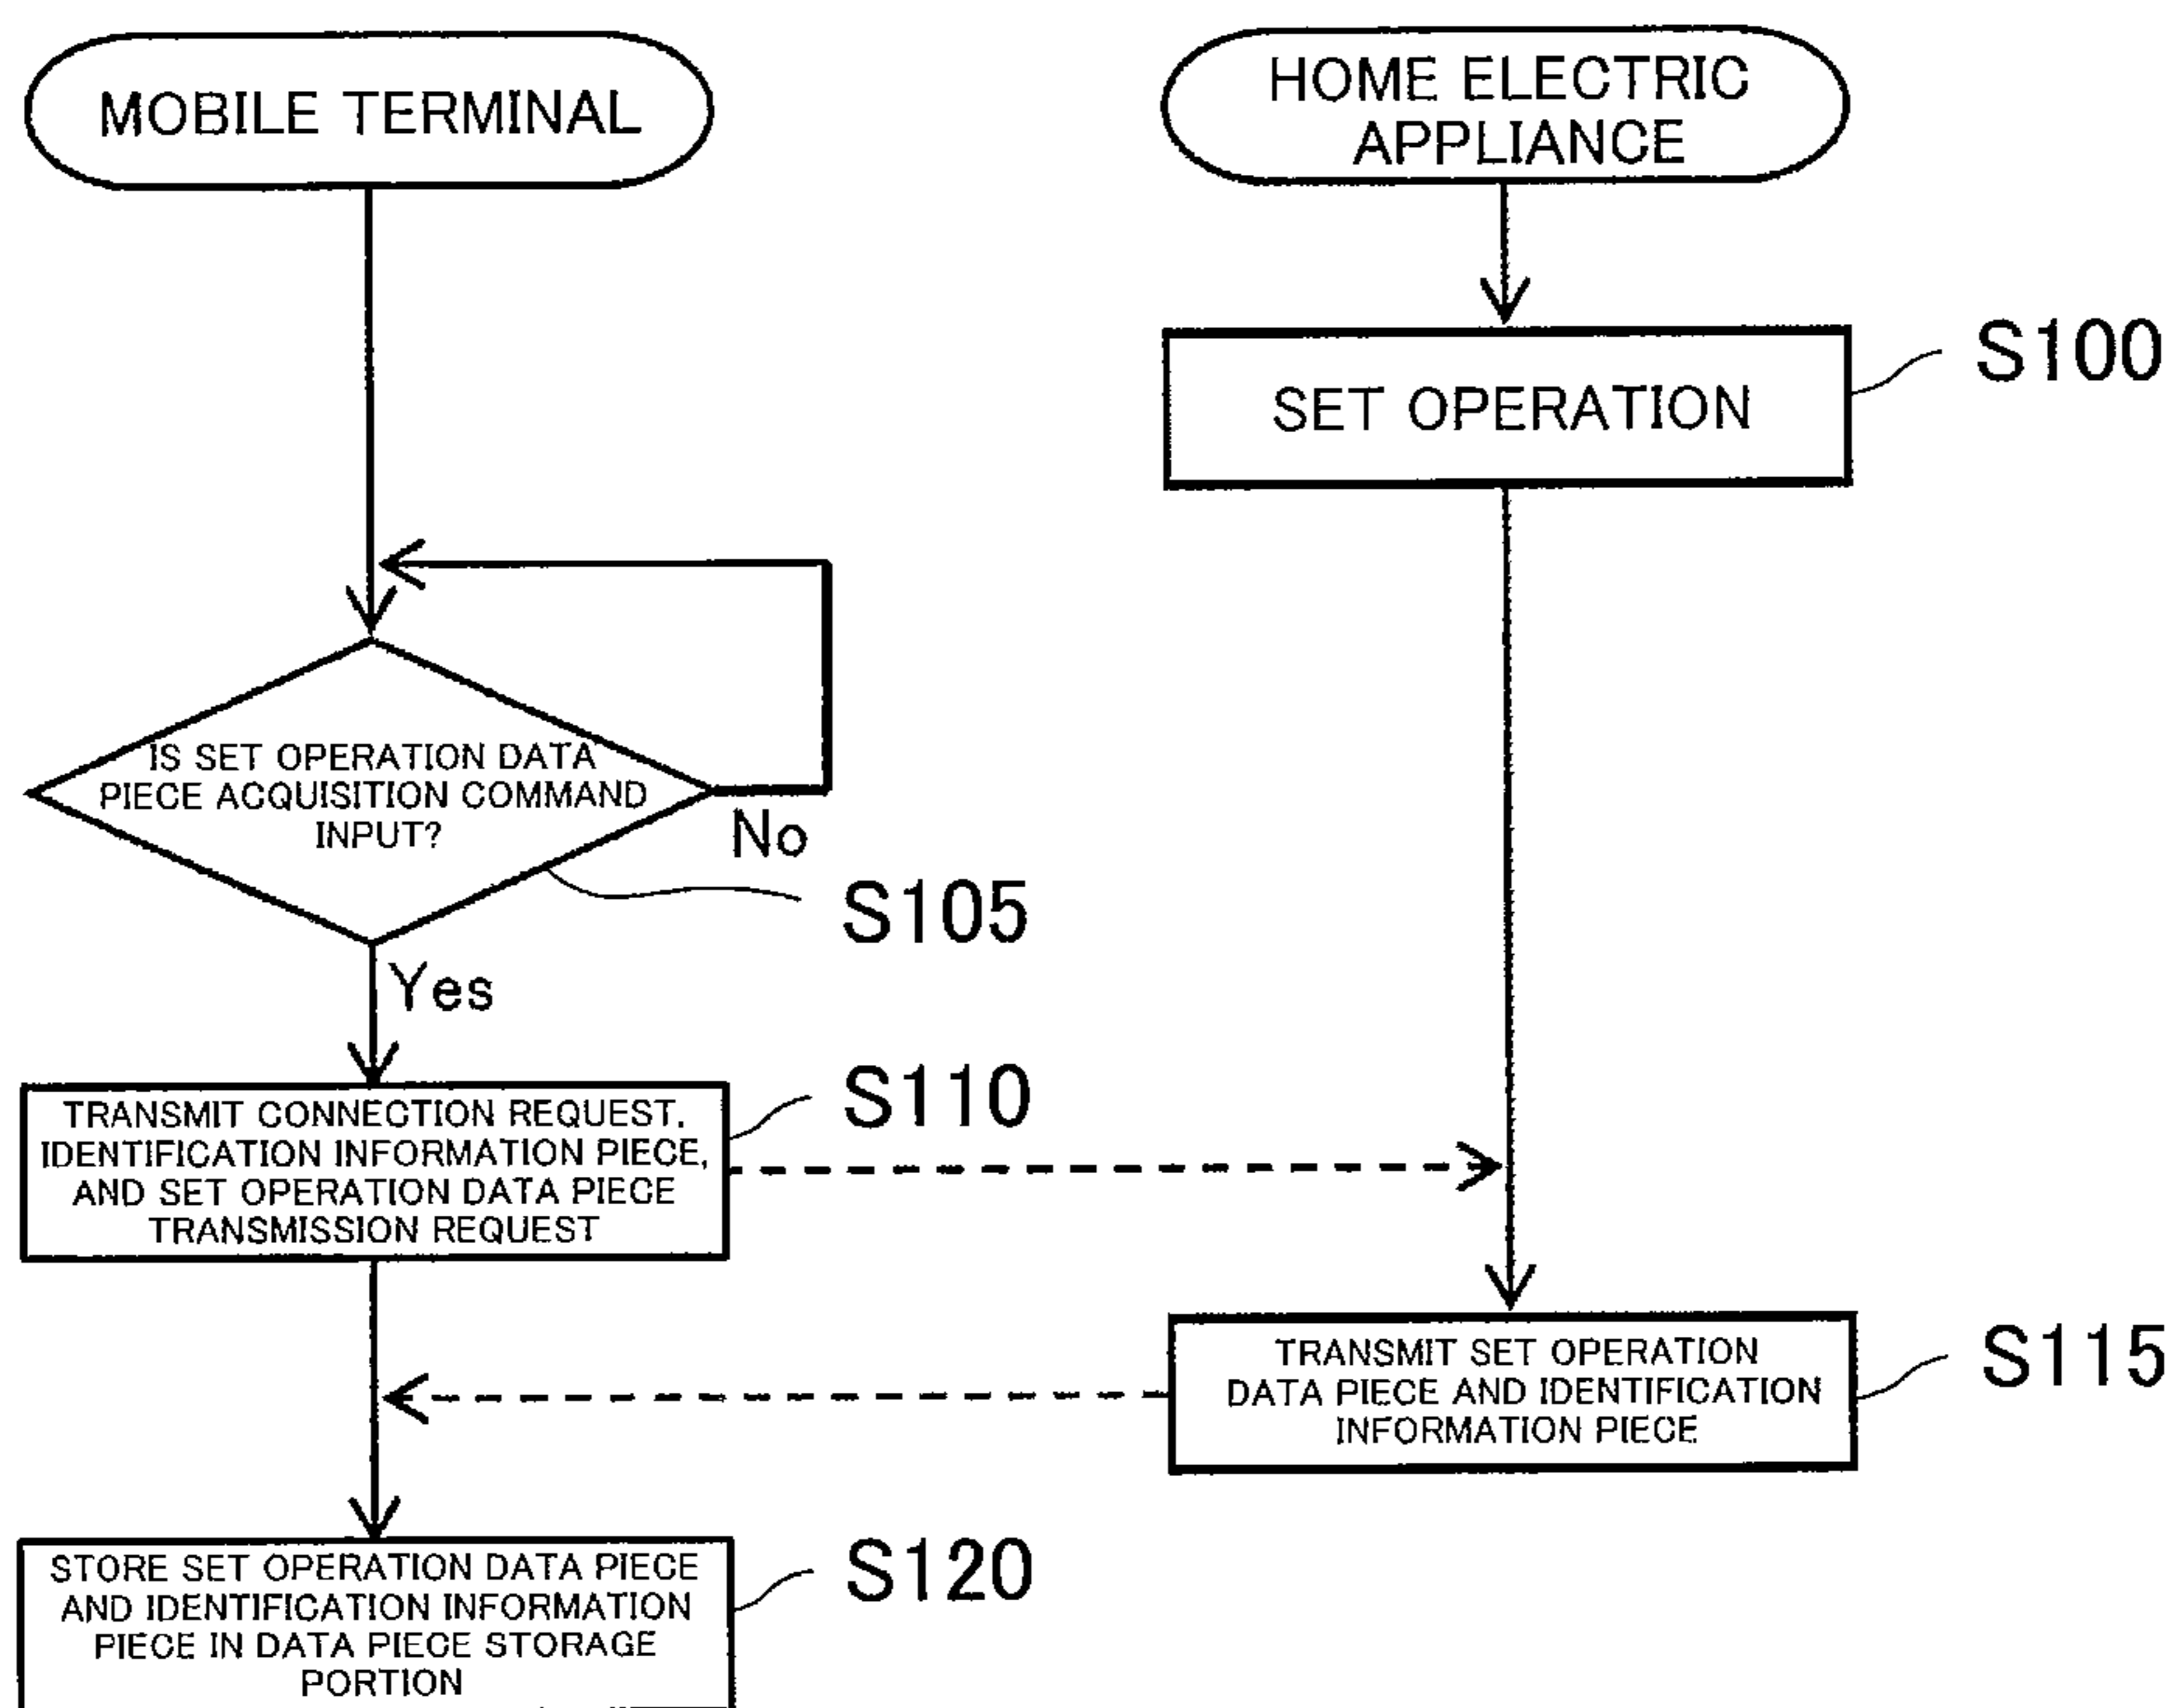 MOBILE TERMINAL
HOME ELECTRIC
APPLIANCE
SET OPERATION
S100
IS SET OPERATION DATA
PIECE ACQUISITION COMMAND
INPUT?
No
S105
Yes
TRANSMIT CONNECTION REQUEST,
IDENTIFICATION INFORMATION PIECE,
AND SET OPERATION DATA PIECE
TRANSMISSION REQUEST
S110
TRANSMIT SET OPERATION
DATA PIECE AND IDENTIFICATION
INFORMATION PIECE
S115
STORE SET OPERATION DATA PIECE
AND IDENTIFICATION INFORMATION
PIECE IN DATA PIECE STORAGE
PORTION
S120